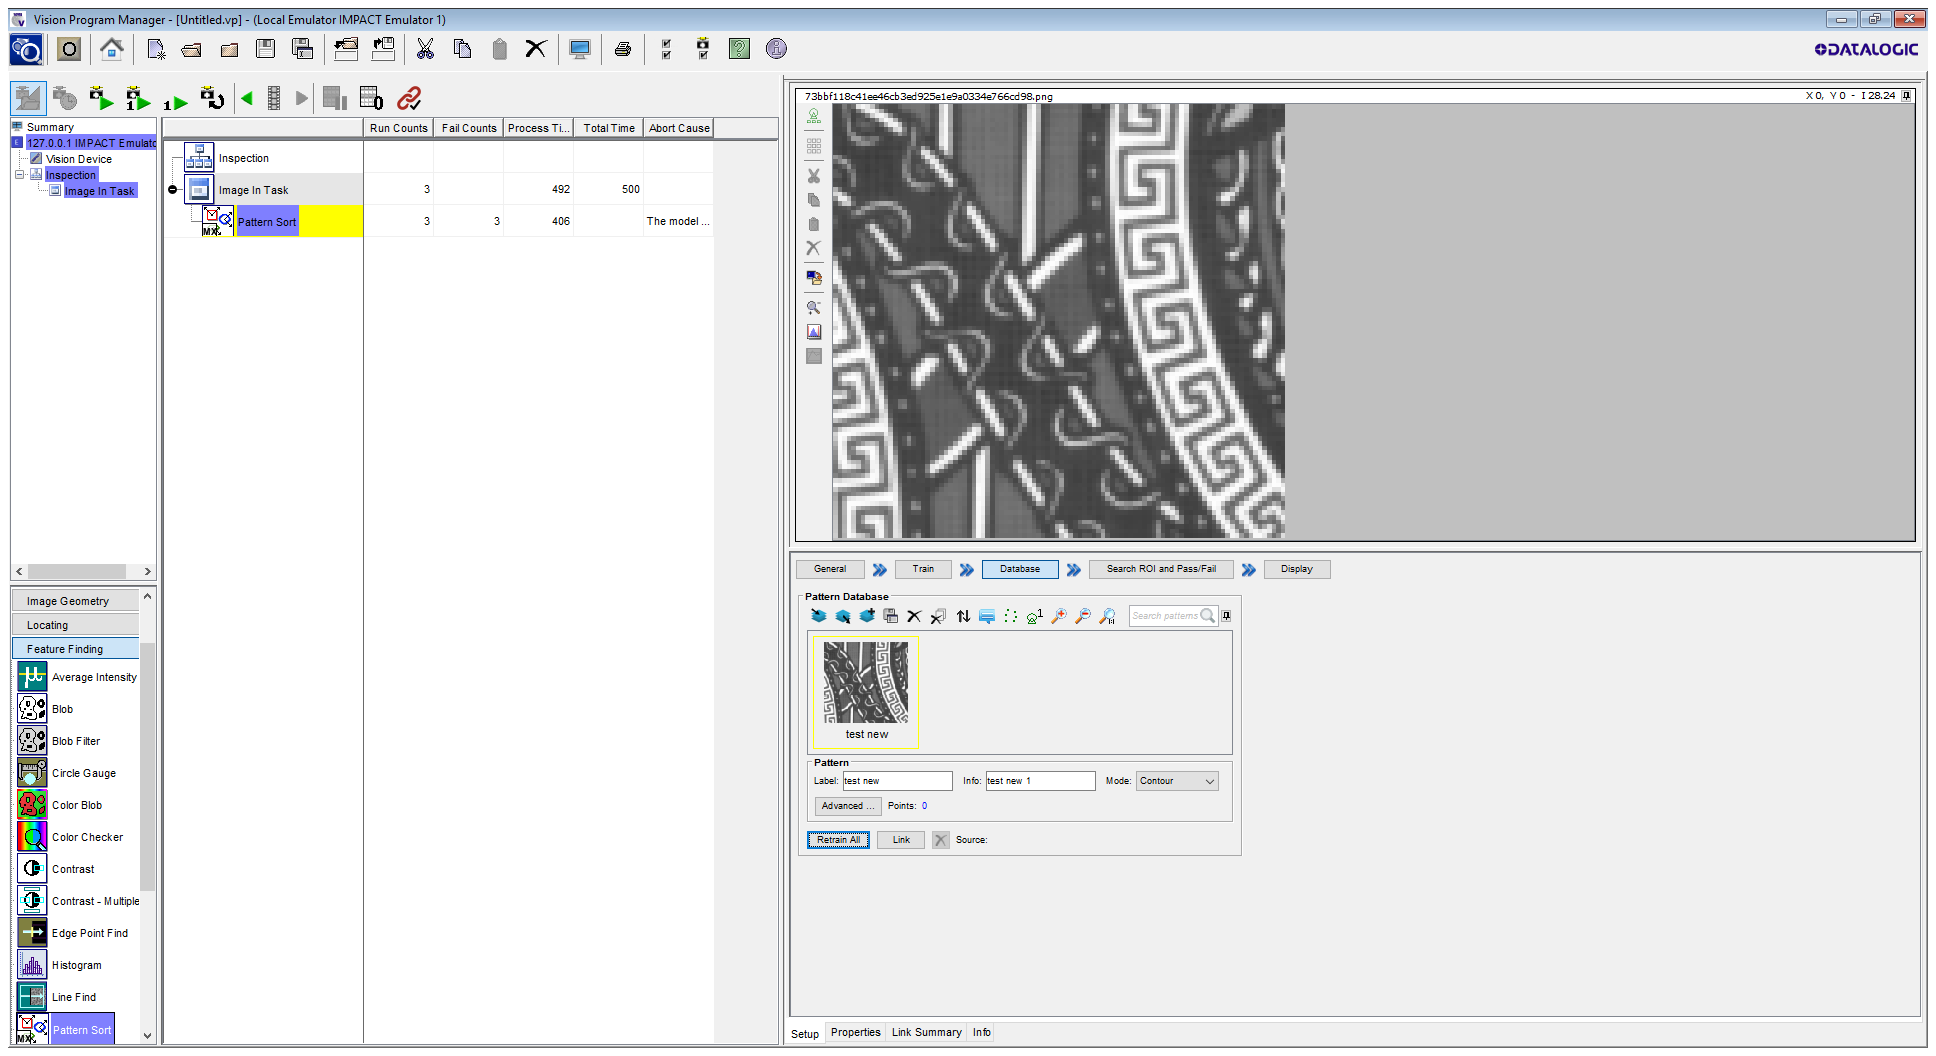 Vision Program Manager - [Untitled.vp] - (Local Emulator IMPACT Emulator 1)
DATALOGIC
Summary
127.0.0.1 IMPACT Emulato
Vision Device
Inspection
Image In Task
Run Counts Fail Counts Process Ti... Total Time Abort Cause
Inspection
Image In Task 3 492 500
Pattern Sort 3 3 406 The model ...
MX
73bbf118c41ee46cb3ed925e1e9a0334e766cd98.png X 0, Y 0 - I 28.24
General Train Database Search ROI and Pass/Fail Display
Pattern Database
Search patterns
test new
Pattern
Label: test new Info: test new 1 Mode: Contour
Advanced ... Points: 0
Retrain All Link Source:
Image Geometry
Locating
Feature Finding
Average Intensity
Blob
Blob Filter
Circle Gauge
Color Blob
Color Checker
Contrast
Contrast - Multiple
Edge Point Find
Histogram
Line Find
Pattern Sort
MX
Setup Properties Link Summary Info